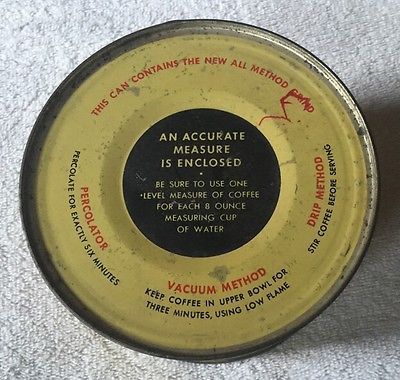 THIS CAN CONTAINS THE NEW ALL METHOD GRIND
AN ACCURATE
MEASURE
IS ENCLOSED
•
BE SURE TO USE ONE
LEVEL MEASURE OF COFFEE
FOR EACH 8 OUNCE
MEASURING CUP
OF WATER
PERCOLATOR
PERCOLATE FOR EXACTLY SIX MINUTES
DRIP METHOD
STIR COFFEE BEFORE SERVING
VACUUM METHOD
KEEP COFFEE IN UPPER BOWL FOR
THREE MINUTES, USING LOW FLAME